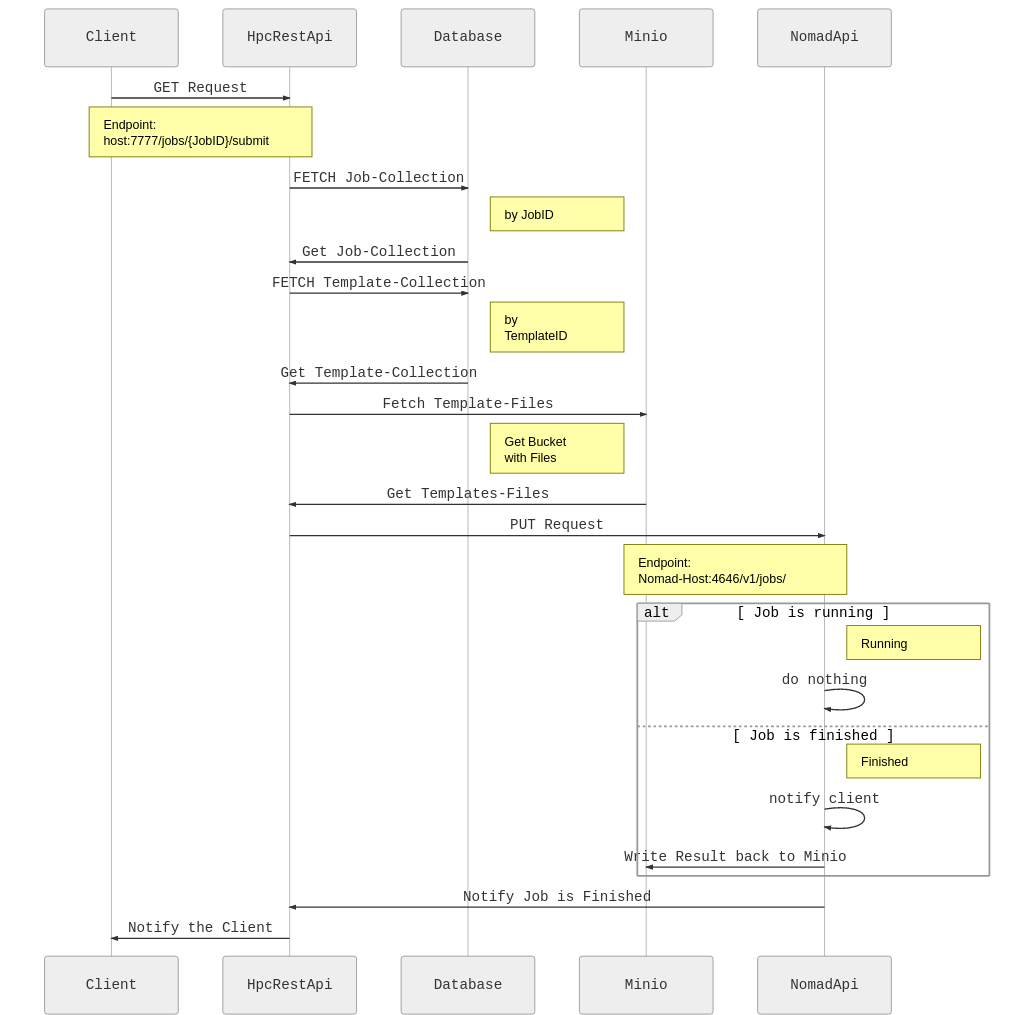 Client
HpcRestApi
Database
Minio
NomadApi
GET Request
Endpoint:
host:7777/jobs/{JobID}/submit
FETCH Job-Collection
by JobID
Get Job-Collection
FETCH Template-Collection
by
TemplateID
Get Template-Collection
Fetch Template-Files
Get Bucket
with Files
Get Templates-Files
PUT Request
Endpoint:
Nomad-Host:4646/v1/jobs/
alt
[ Job is running ]
Running
do nothing
[ Job is finished ]
Finished
notify client
Write Result back to Minio
Notify Job is Finished
Notify the Client
Client
HpcRestApi
Database
Minio
NomadApi